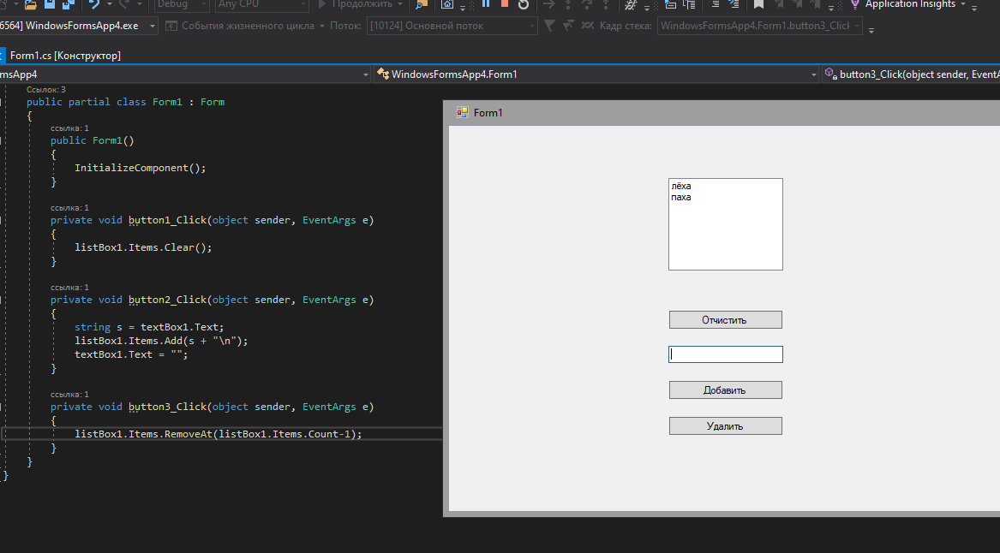 Debug Any CPU Продолжить Application Insights
6564] WindowsFormsApp4.exe События жизненного цикла Поток: [10124] Основной поток Кадр стека: WindowsFormsApp4.Form1.button3_Click
Form1.cs [Конструктор]
msApp4 WindowsFormsApp4.Form1 button3_Click(object sender, EventA
Ссылок: 3
public partial class Form1 : Form
{
ссылка: 1
public Form1()
{
InitializeComponent();
}
ссылка: 1
private void button1_Click(object sender, EventArgs e)
{
listBox1.Items.Clear();
}
ссылка: 1
private void button2_Click(object sender, EventArgs e)
{
string s = textBox1.Text;
listBox1.Items.Add(s + "\n");
textBox1.Text = "";
}
ссылка: 1
private void button3_Click(object sender, EventArgs e)
{
listBox1.Items.RemoveAt(listBox1.Items.Count-1);
}
}
}
Form1
лёха
паха
Отчистить
Добавить
Удалить